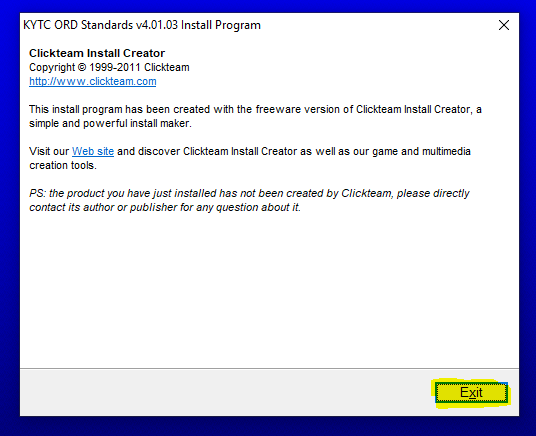 KYTC ORD Standards v4.01.03 Install Program
Clickteam Install Creator
Copyright © 1999-2011 Clickteam
http://www.clickteam.com
This install program has been created with the freeware version of Clickteam Install Creator, a
simple and powerful install maker.
Visit our Web site and discover Clickteam Install Creator as well as our game and multimedia
creation tools.
PS: the product you have just installed has not been created by Clickteam, please directly
contact its author or publisher for any question about it.
Exit